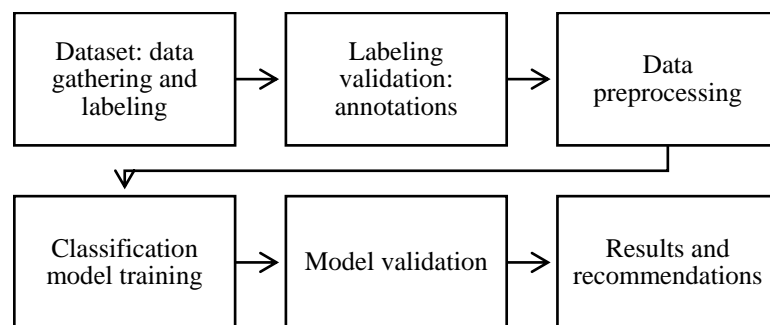 Dataset: data
gathering and
labeling
Labeling
validation:
annotations
Data
preprocessing
Classification
model training
Model validation
Results and
recommendations